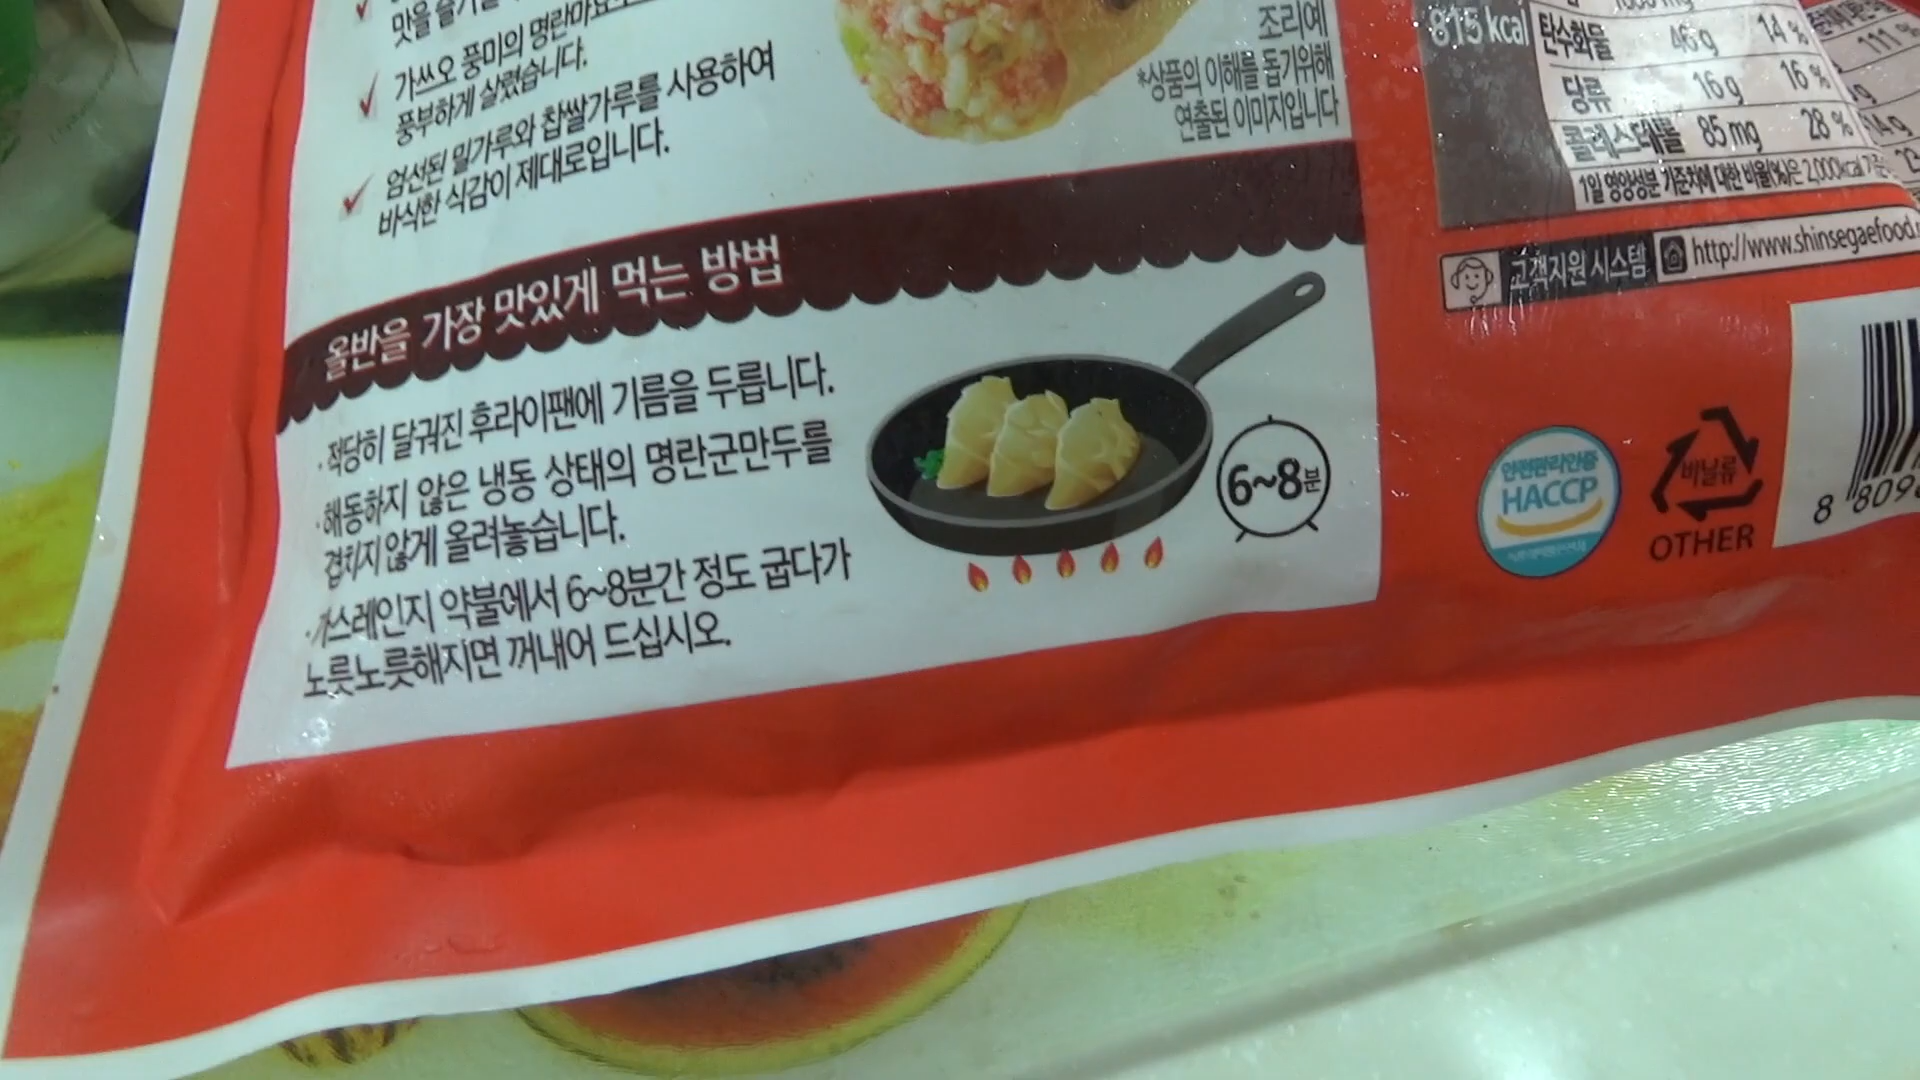 맛을
가쓰오 풍미의 명란마요
풍부하게 살렸습니다.
엄선된 밀가루와 찹쌀가루를 사용하여
바삭한 식감이 제대로입니다.
조리예
*상품의 이해를 돕기위해
연출된 이미지입니다
올반을 가장 맛있게 먹는 방법
· 적당히 달궈진 후라이팬에 기름을 두릅니다.
· 해동하지 않은 냉동 상태의 명란군만두를
겹치지 않게 올려놓습니다.
· 가스레인지 약불에서 6~8분간 정도 굽다가
노릇노릇해지면 꺼내어 드십시오.
6~8분
815 kcal
탄수화물 46 g 14 %
당류 16 g 16 %
콜레스테롤 85 mg 28 %
1일 영양성분 기준치에 대한 비율(%)은 2,000kcal
111 %
고객지원 시스템 http://www.shinsegaefood.
안전관리인증
HACCP
비닐류
OTHER
8 809